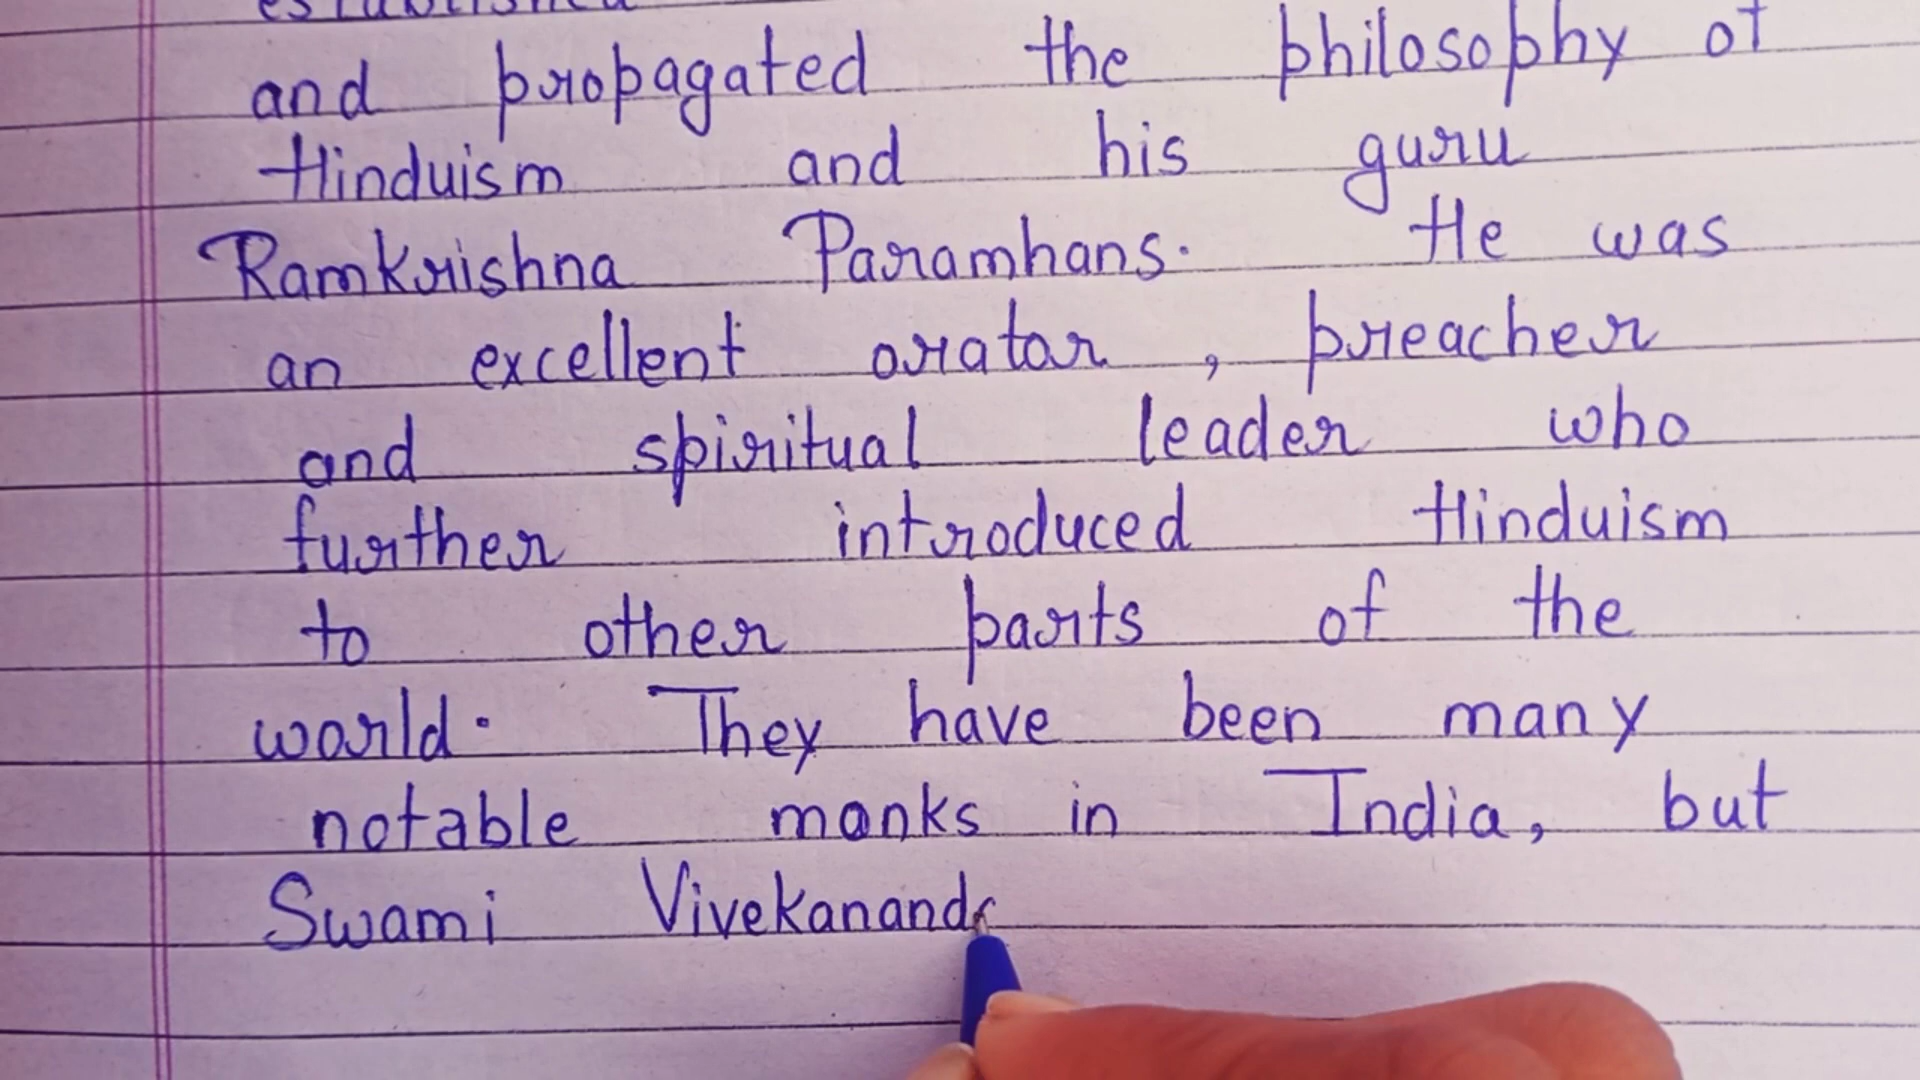 established
and propagated the philosophy of
Hinduism and his guru
Ramkrishna Paramhans. He was
an excellent orator, preacher
and spiritual leader who
further introduced Hinduism
to other parts of the
world. They have been many
notable monks in India, but
Swami Vivekananda